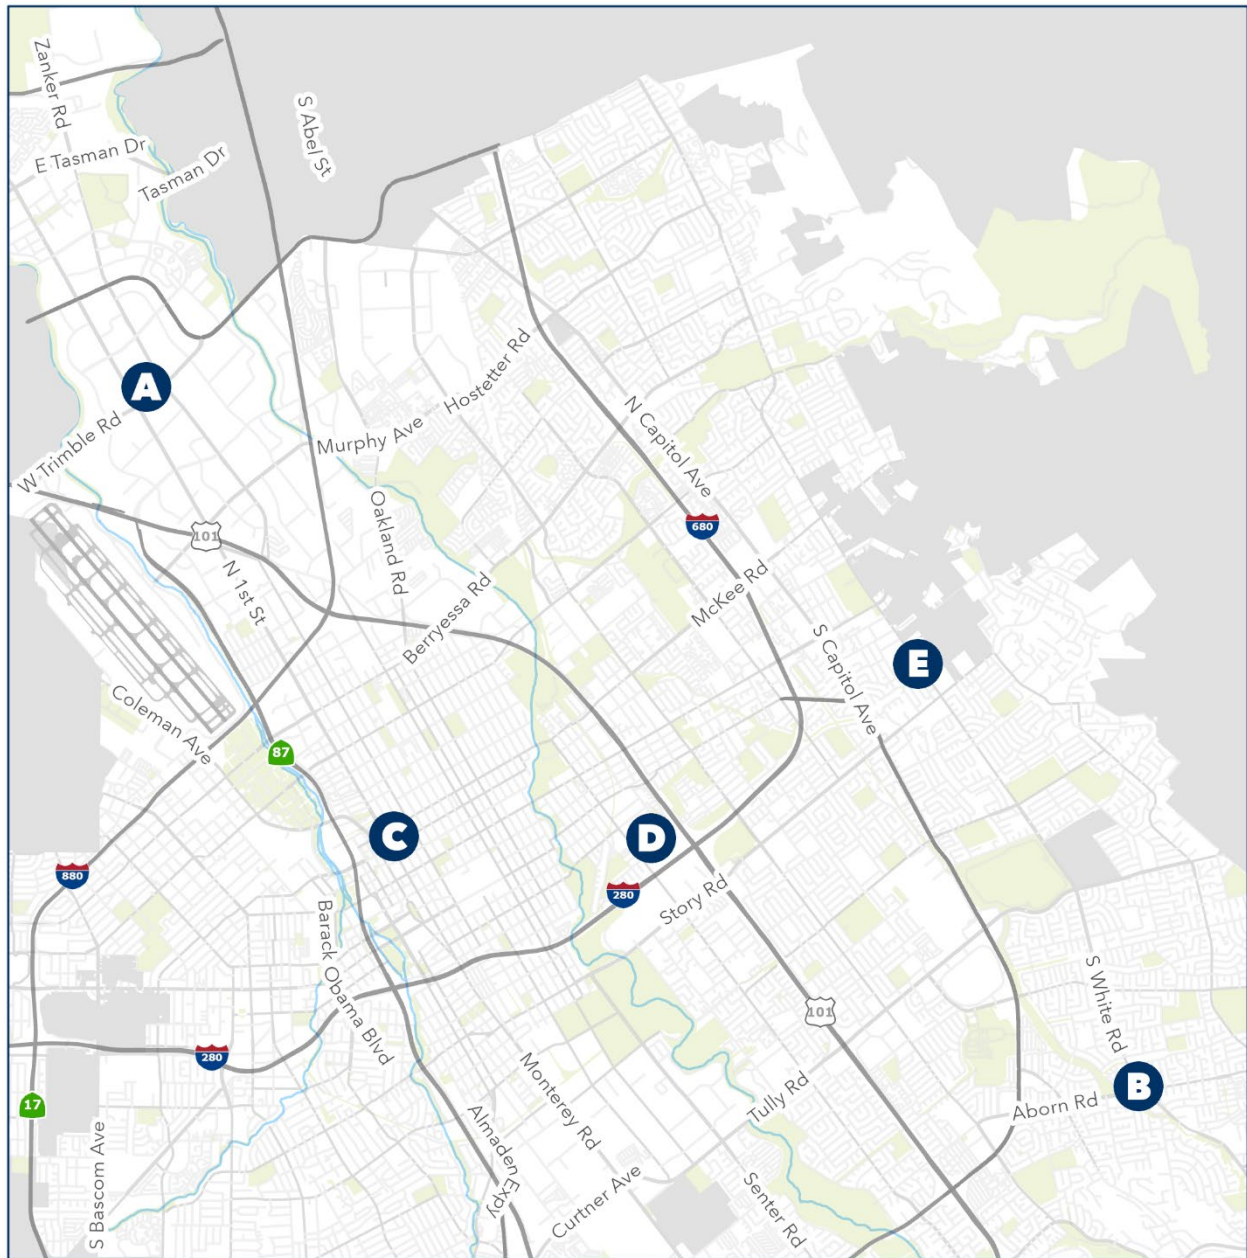 Zanker Rd
S Abel St
E Tasman Dr
Tasman Dr
A
Hostetter Rd
Murphy Ave
N Capitol Ave
W Trimble Rd
Oakland Rd
680
101
N 1st St
McKee Rd
Berryessa Rd
S Capitol Ave
E
Coleman Ave
87
C
D
880
280
Story Rd
Barack Obama Blvd
S White Rd
101
280
Monterey Rd
Tully Rd
B
17
Aborn Rd
Almaden Expy
S Bascom Ave
Curtner Ave
Senter Rd